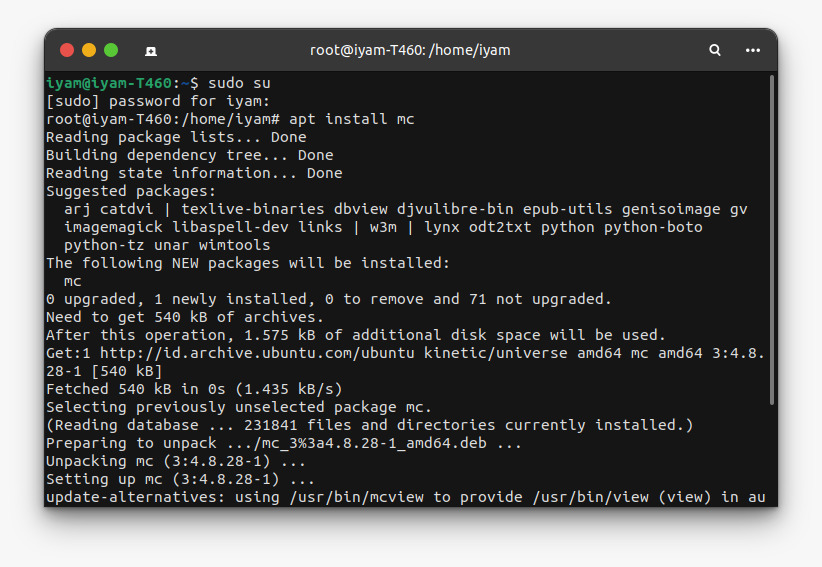 root@iyam-T460: /home/iyam
iyam@iyam-T460:~$ sudo su
[sudo] password for iyam:
root@iyam-T460:/home/iyam# apt install mc
Reading package lists... Done
Building dependency tree... Done
Reading state information... Done
Suggested packages:
  arj catdvi | texlive-binaries dbview djvulibre-bin epub-utils genisoimage gv
  imagemagick libaspell-dev links | w3m | lynx odt2txt python python-boto
  python-tz unar wimtools
The following NEW packages will be installed:
  mc
0 upgraded, 1 newly installed, 0 to remove and 71 not upgraded.
Need to get 540 kB of archives.
After this operation, 1.575 kB of additional disk space will be used.
Get:1 http://id.archive.ubuntu.com/ubuntu kinetic/universe amd64 mc amd64 3:4.8.
28-1 [540 kB]
Fetched 540 kB in 0s (1.435 kB/s)
Selecting previously unselected package mc.
(Reading database ... 231841 files and directories currently installed.)
Preparing to unpack .../mc_3%3a4.8.28-1_amd64.deb ...
Unpacking mc (3:4.8.28-1) ...
Setting up mc (3:4.8.28-1) ...
update-alternatives: using /usr/bin/mcview to provide /usr/bin/view (view) in au